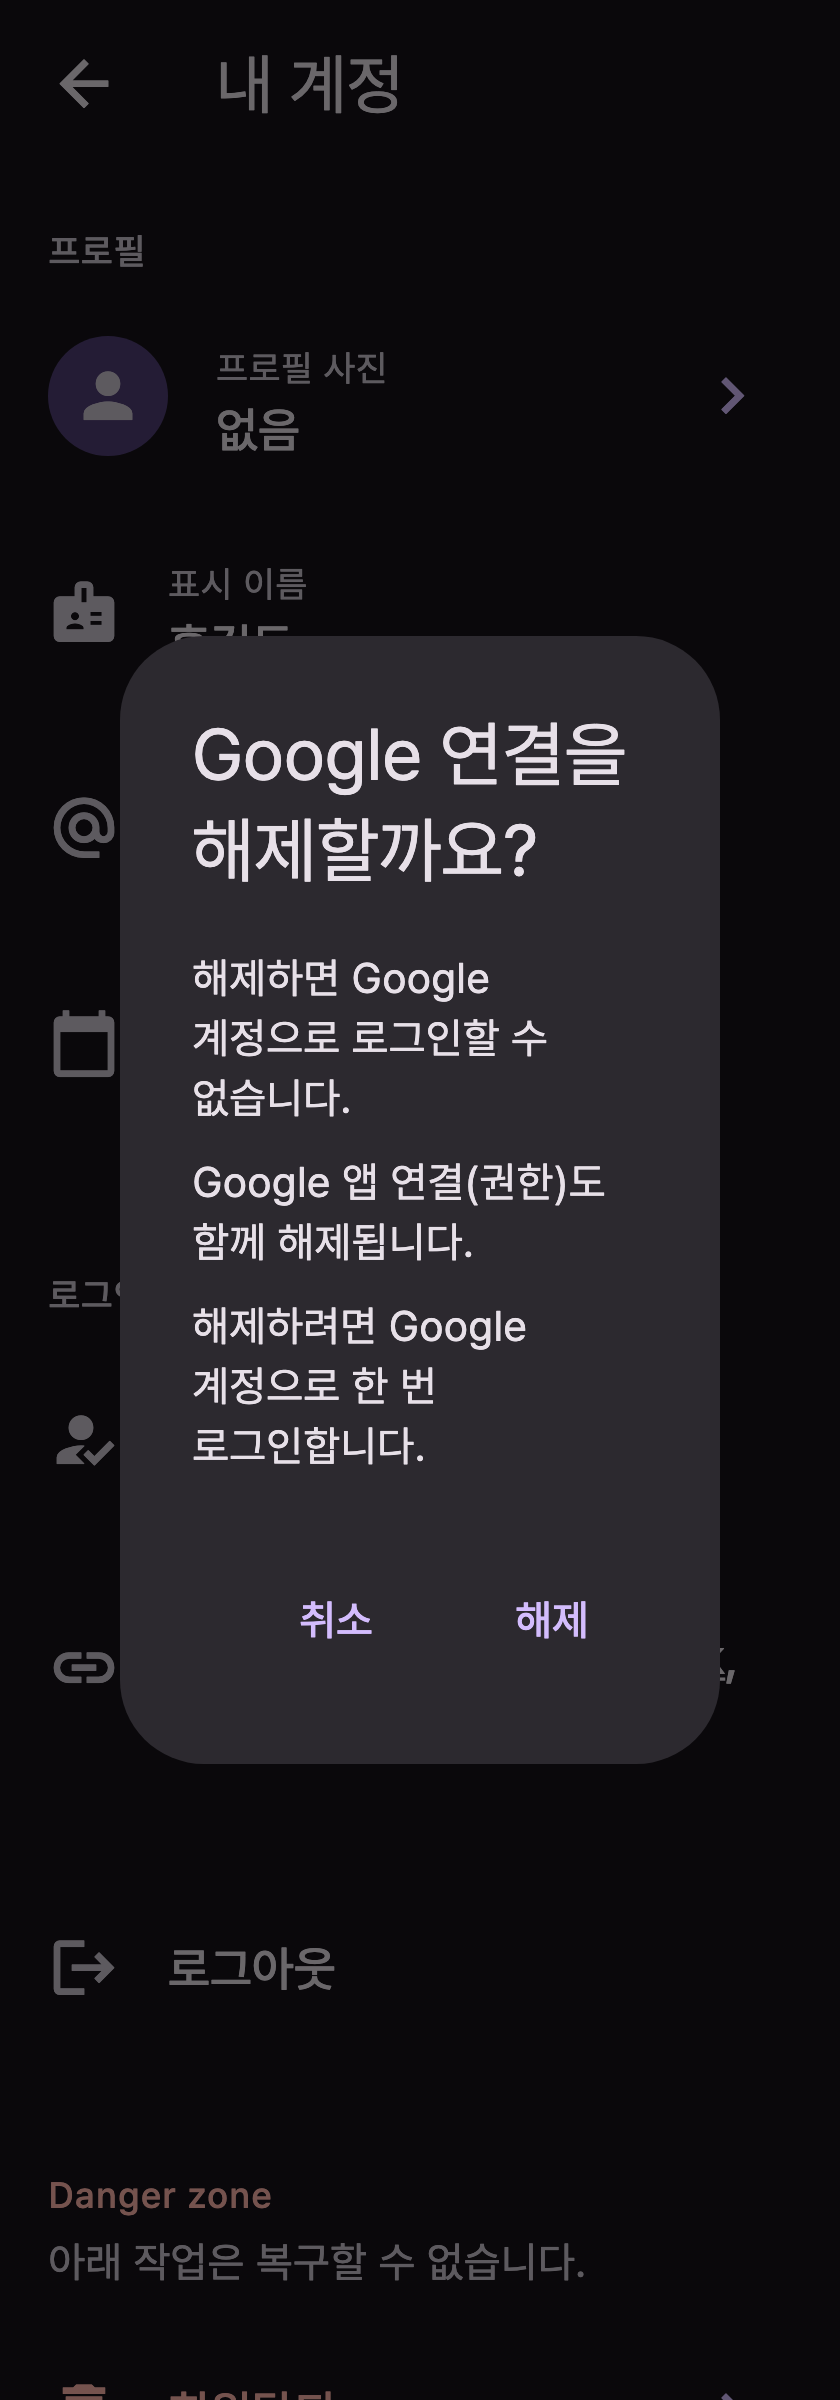 내 계정
프로필
프로필 사진
없음
표시 이름
Google 연결을
해제할까요?
해제하면 Google
계정으로 로그인할 수
없습니다.
Google 앱 연결(권한)도
함께 해제됩니다.
해제하려면 Google
계정으로 한 번
로그인합니다.
취소 해제
로그아웃
Danger zone
아래 작업은 복구할 수 없습니다.